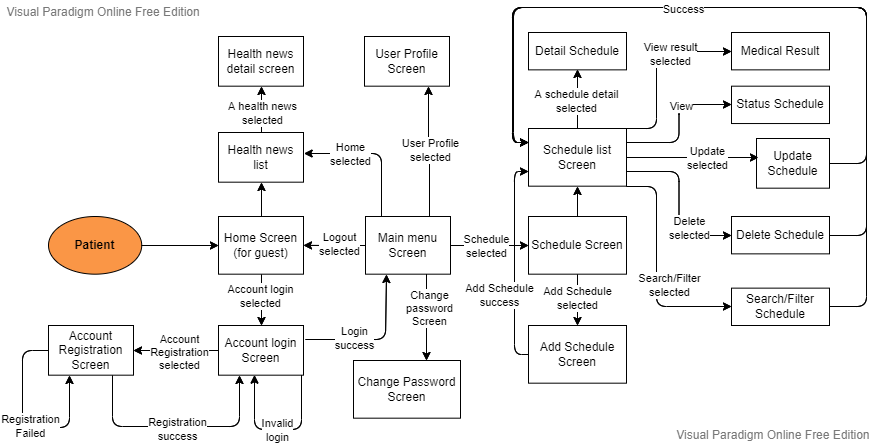 Visual Paradigm Online Free Edition
Success
Health news
detail screen
User Profile
Screen
Detail Schedule
View result
selected
Medical Result
A health news
selected
A schedule detail
selected
View
Status Schedule
Health news
list
Home
selected
User Profile
selected
Schedule list
Screen
Update
selected
Update
Schedule
Patient
Home Screen
(for guest)
Logout
selected
Main menu
Screen
Schedule
selected
Schedule Screen
Delete
selected
Delete Schedule
Account login
selected
Change
password
Screen
Add Schedule
success
Add Schedule
selected
Search/Filter
selected
Search/Filter
Schedule
Account
Registration
Screen
Account
Registration
selected
Account login
Screen
Login
success
Add Schedule
Screen
Change Password
Screen
Registration
Failed
Registration
success
Invalid
login
Visual Paradigm Online Free Edition